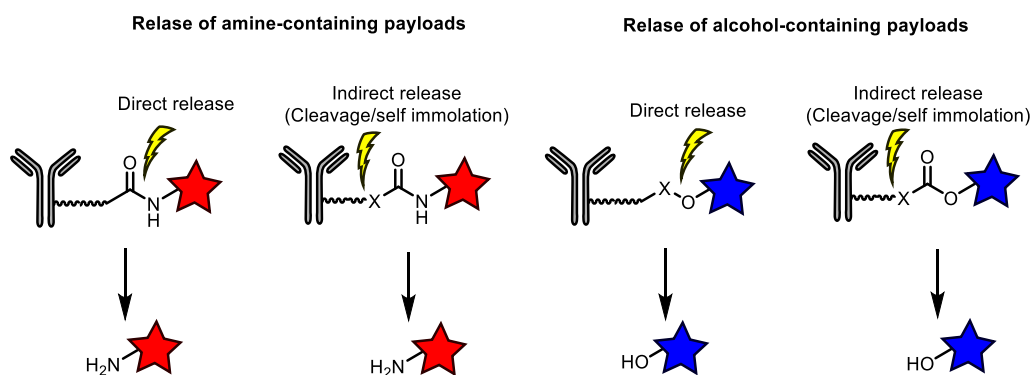 Relase of amine-containing payloads
Relase of alcohol-containing payloads
Direct release
Indirect release
(Cleavage/self immolation)
Direct release
Indirect release
(Cleavage/self immolation)
O
N
H
O
X
N
H
X
O
O
X
O
H₂N
H₂N
HO
HO